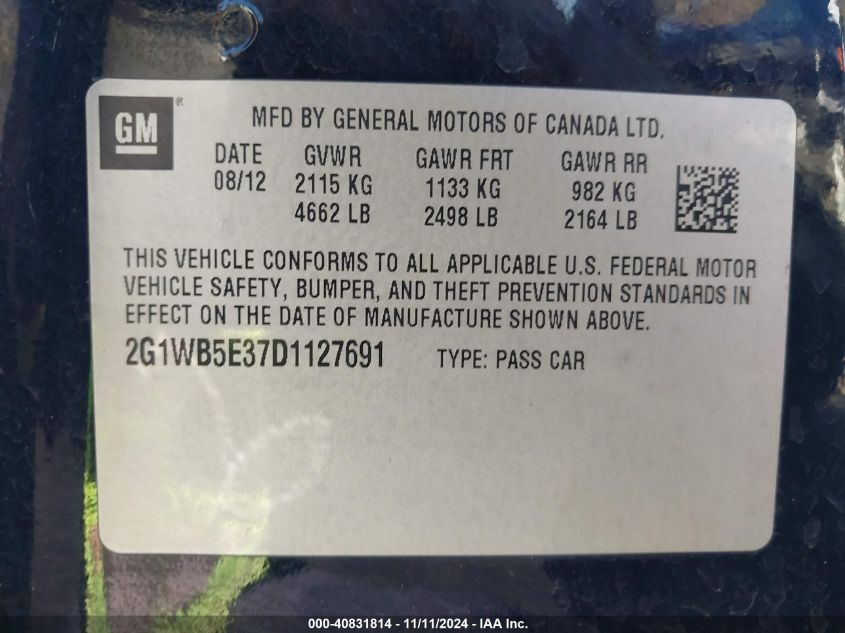 GM®
MFD BY GENERAL MOTORS OF CANADA LTD.
DATE GVWR GAWR FRT GAWR RR
08/12 2115 KG 1133 KG 982 KG
4662 LB 2498 LB 2164 LB
THIS VEHICLE CONFORMS TO ALL APPLICABLE U.S. FEDERAL MOTOR
VEHICLE SAFETY, BUMPER, AND THEFT PREVENTION STANDARDS IN
EFFECT ON THE DATE OF MANUFACTURE SHOWN ABOVE.
2G1WB5E37D1127691 TYPE: PASS CAR
000-40831814 - 11/11/2024 - IAA Inc.